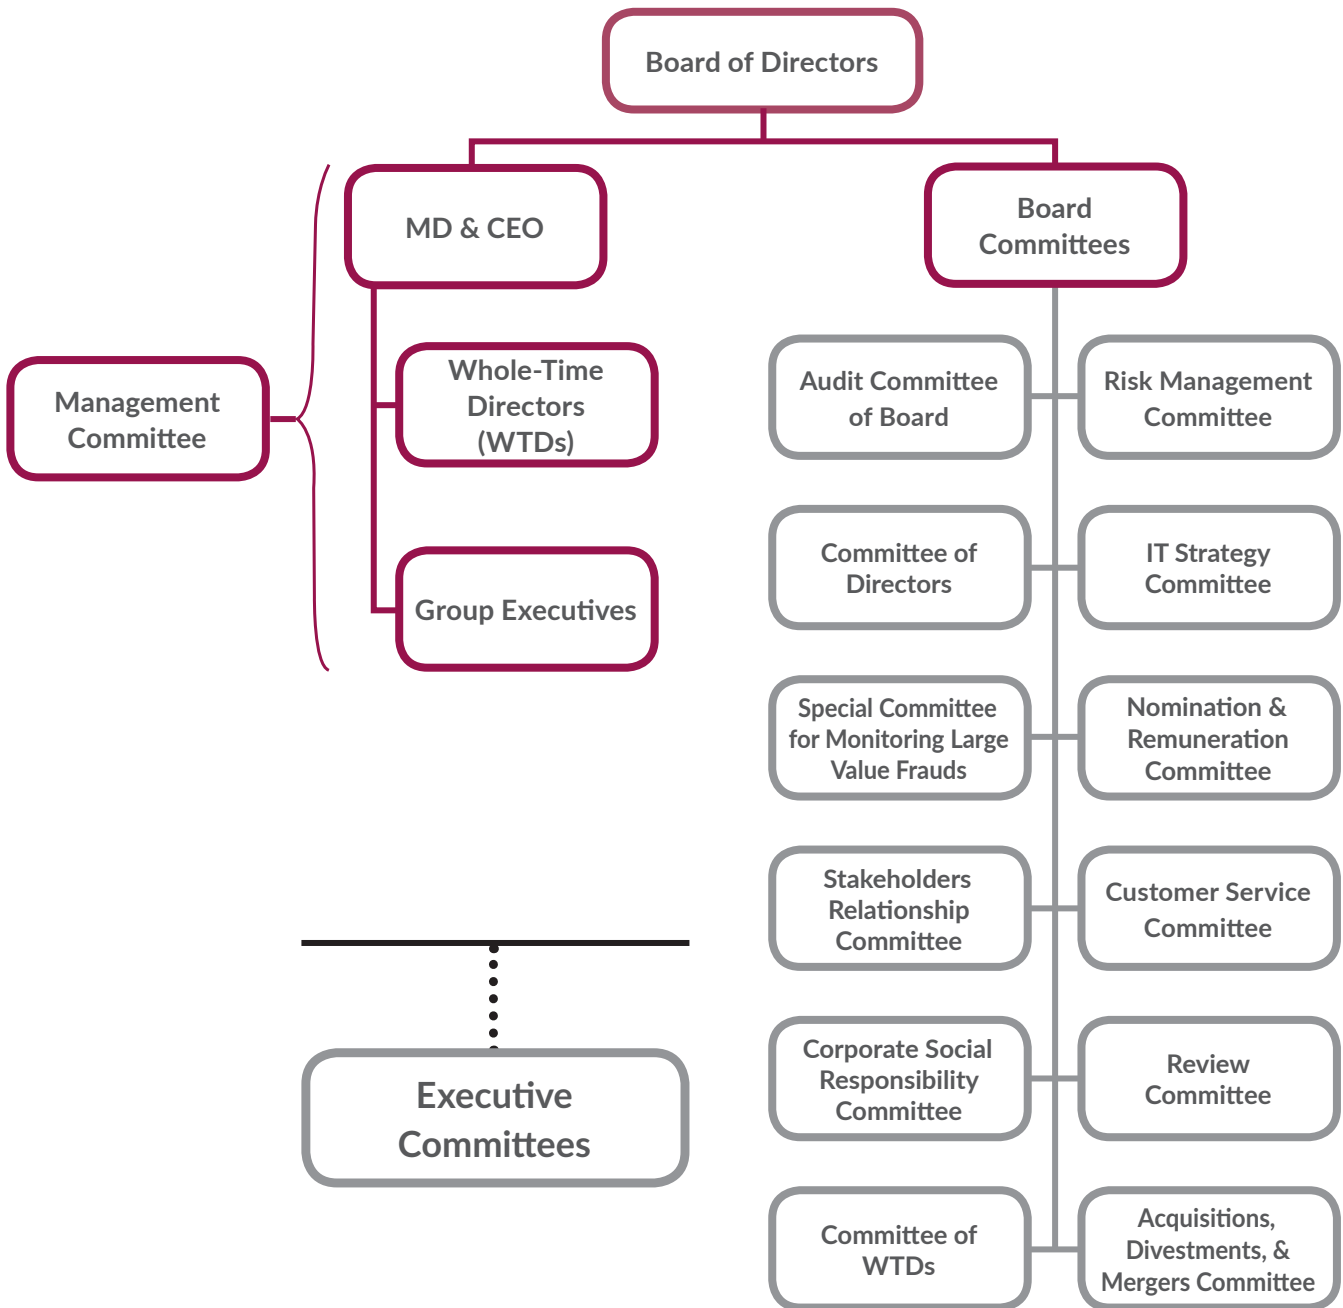 Board of Directors
MD & CEO
Board
Committees
Management
Committee
Whole-Time
Directors
(WTDs)
Group Executives
Audit Committee
of Board
Risk Management
Committee
Committee of
Directors
IT Strategy
Committee
Special Committee
for Monitoring Large
Value Frauds
Nomination &
Remuneration
Committee
Stakeholders
Relationship
Committee
Customer Service
Committee
Corporate Social
Responsibility
Committee
Review
Committee
Executive
Committees
Committee of
WTDs
Acquisitions,
Divestments, &
Mergers Committee